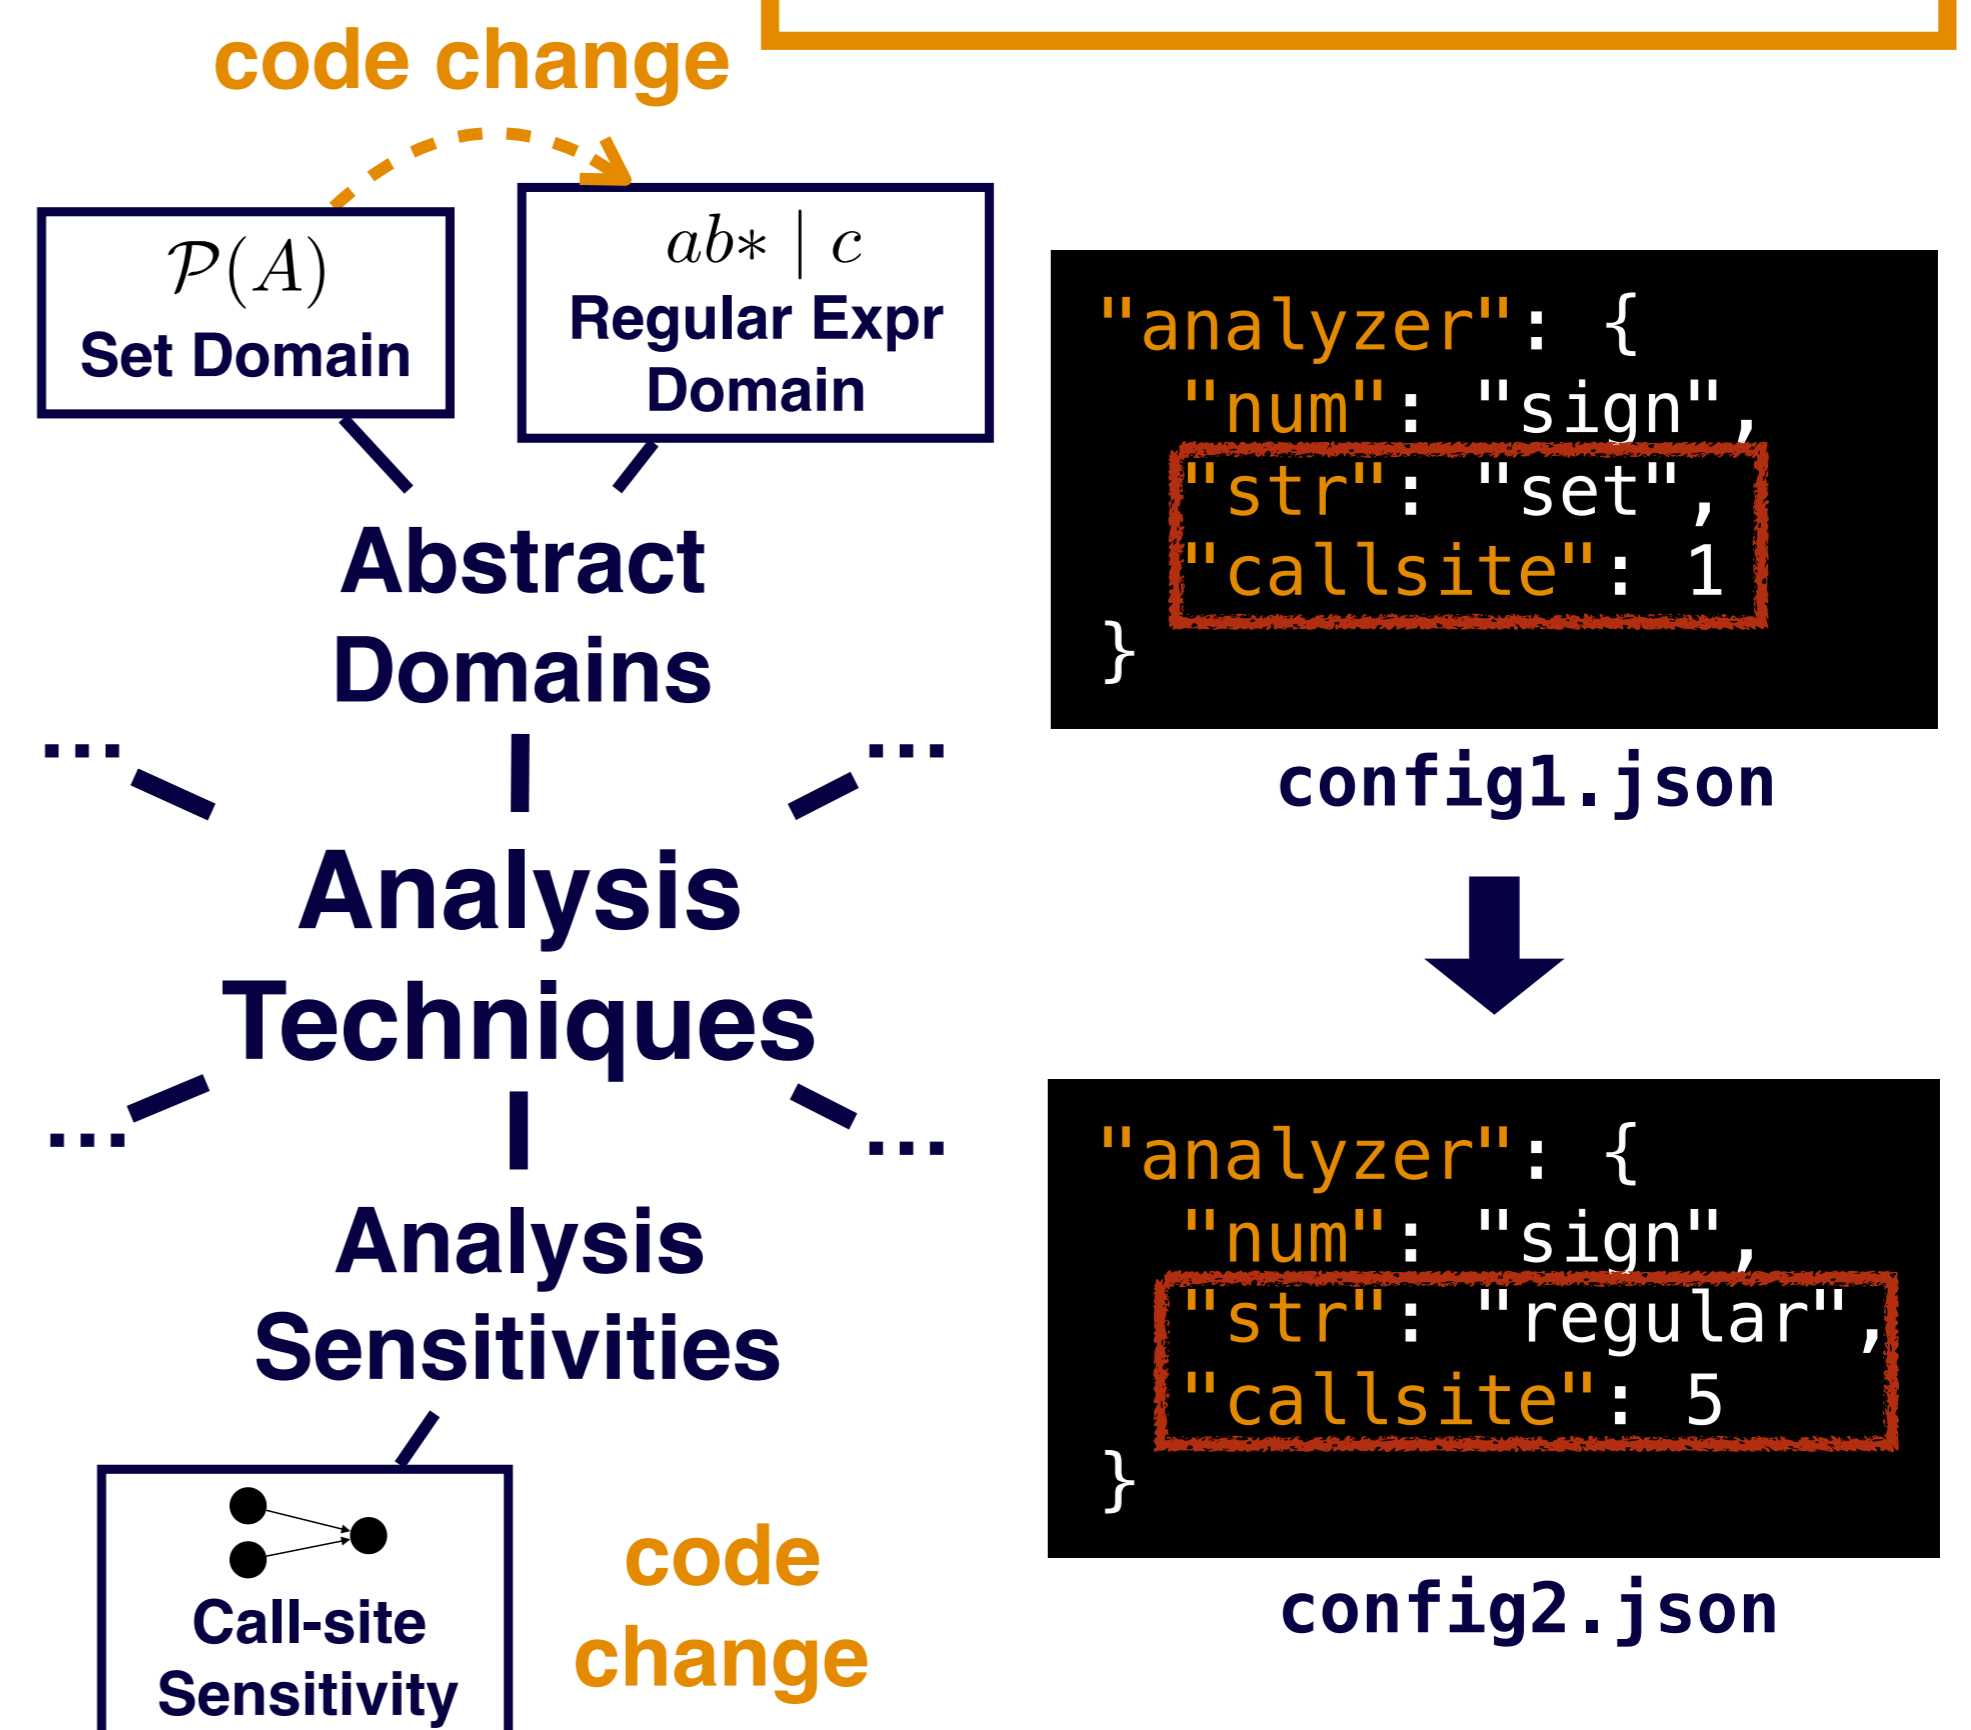 code change
𝒫(A)
Set Domain
ab* | c
Regular Expr
Domain
Abstract
Domains
...
...
Analysis
Techniques
...
...
Analysis
Sensitivities
Call-site
Sensitivity
code
change
"analyzer": {
"num": "sign",
"str": "set",
"callsite": 1
}
config1.json
"analyzer": {
"num": "sign",
"str": "regular",
"callsite": 5
}
config2.json